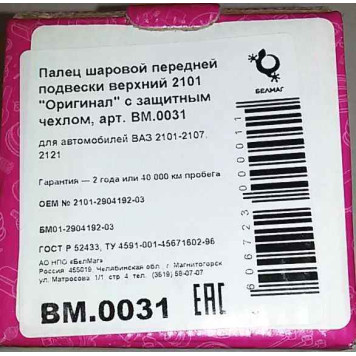 Палец шаровой передней
подвески верхний 2101
"Оригинал" с защитным
чехлом, арт. BM.0031
БЕЛМАГ
для автомобилей ВАЗ 2101-2107,
2121
Гарантия — 2 года или 40 000 км пробега
OEM № 2101-2904192-03
БМ01-2904192-03
ГОСТ Р 52433, ТУ 4591-001-45671602-96
АО НПО «БелМаг»
Россия 455019, Челябинская обл., г. Магнитогорск
ул. Матросова, 1/1 стр. 4 тел. (3519) 58-07-07
BM.0031
EAC